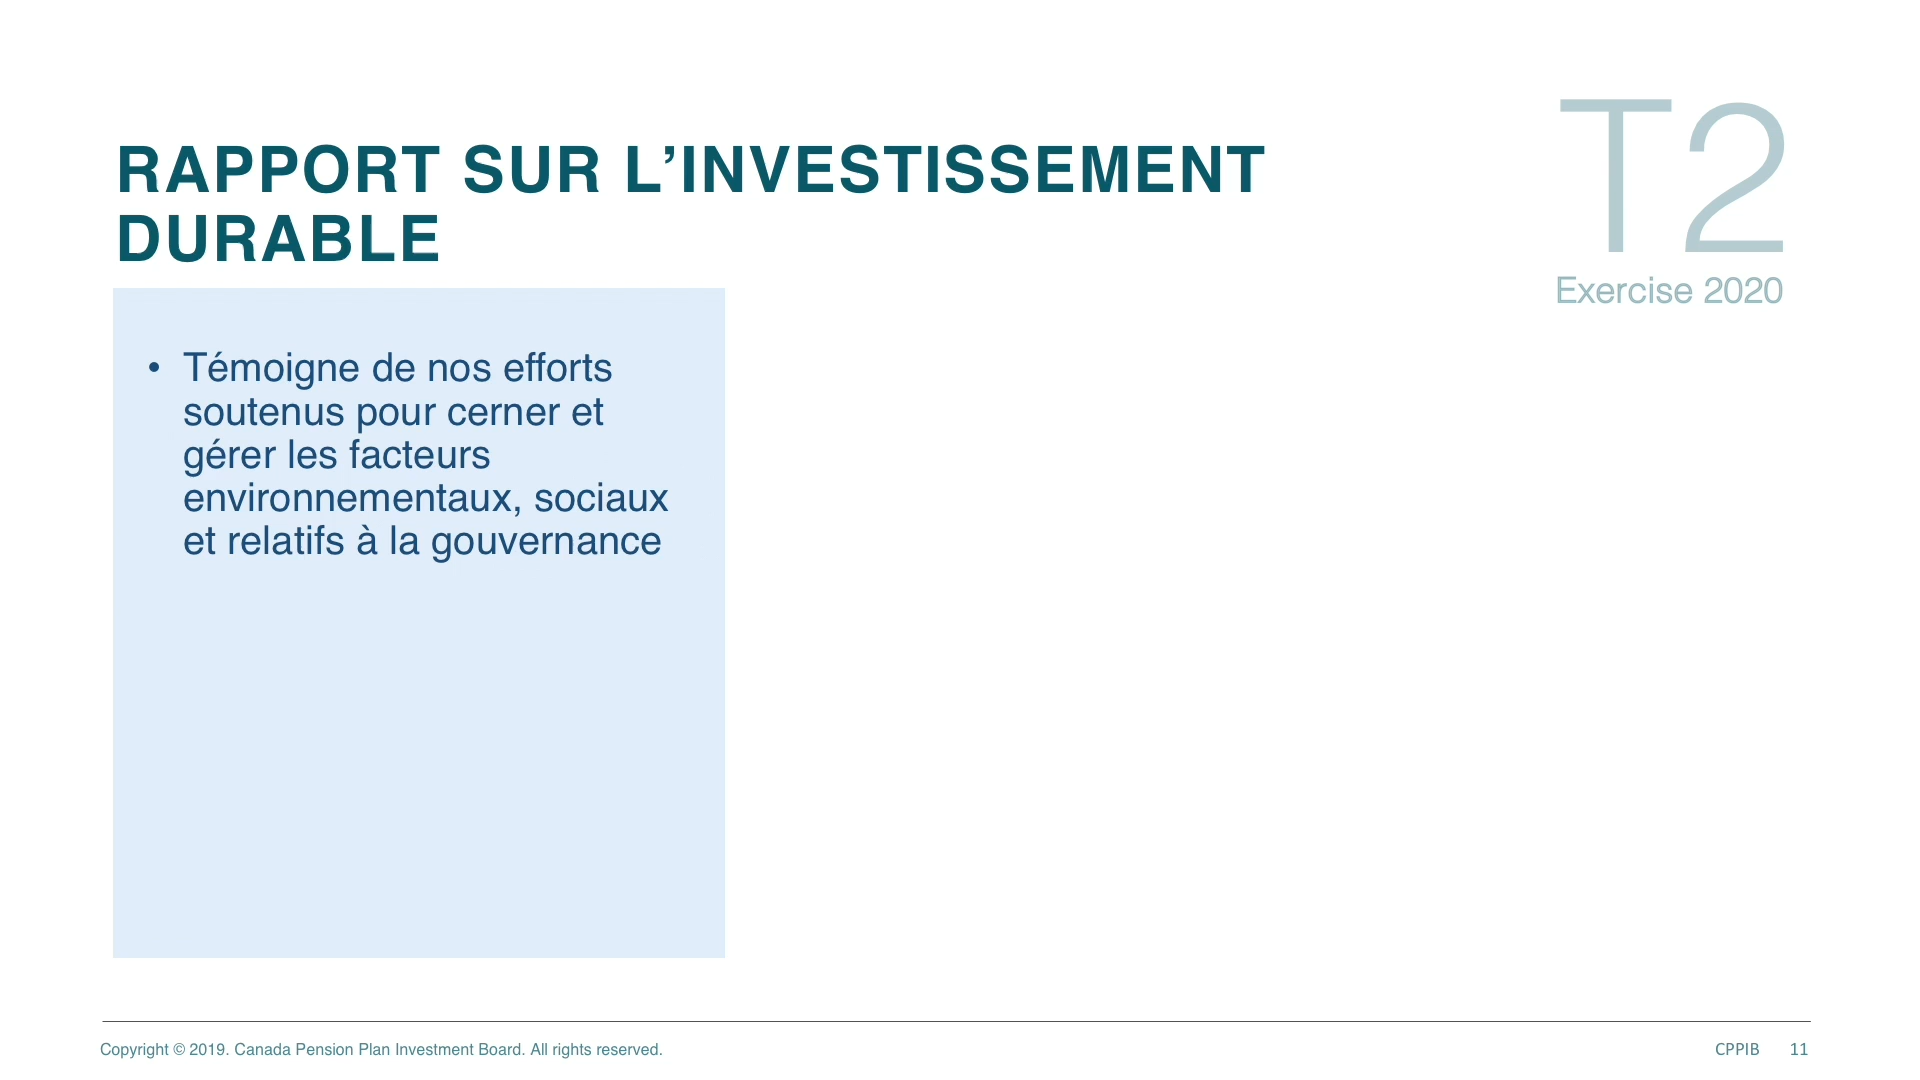 RAPPORT SUR L’INVESTISSEMENT
DURABLE
T2
Exercise 2020
• Témoigne de nos efforts
soutenus pour cerner et
gérer les facteurs
environnementaux, sociaux
et relatifs à la gouvernance
Copyright © 2019. Canada Pension Plan Investment Board. All rights reserved.
CPPIB 11